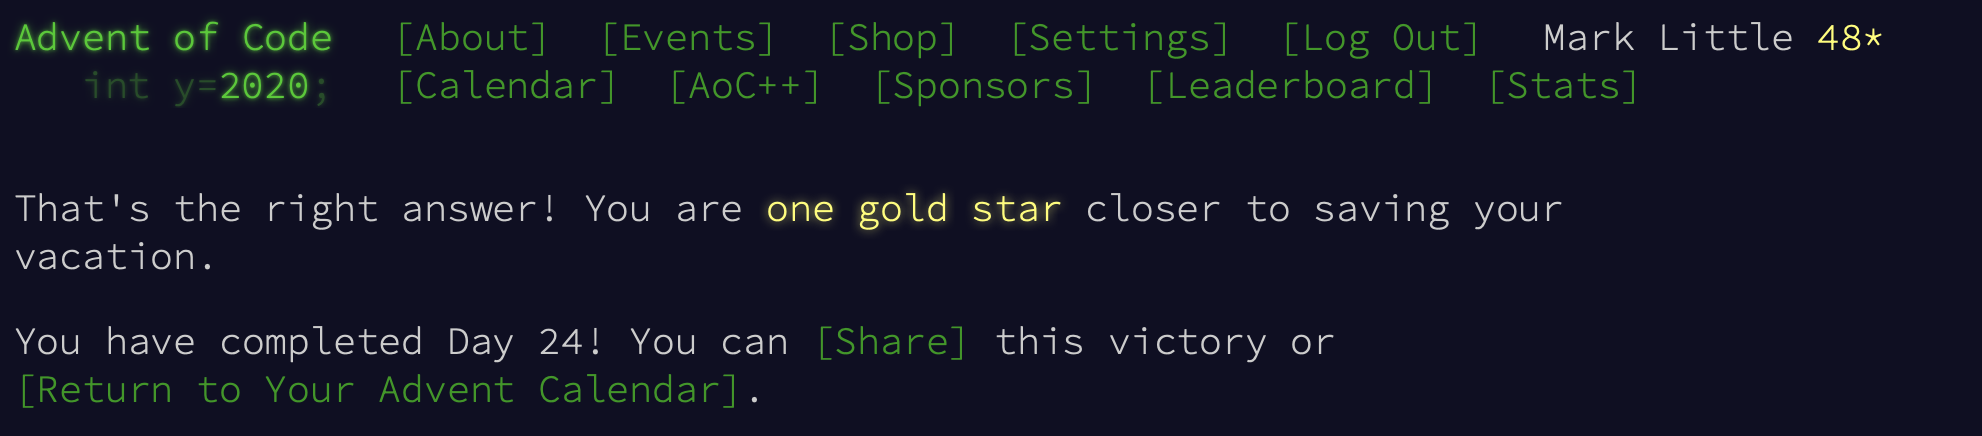 Advent of Code [About] [Events] [Shop] [Settings] [Log Out] Mark Little 48*
int y=2020; [Calendar] [AoC++] [Sponsors] [Leaderboard] [Stats]
That's the right answer! You are one gold star closer to saving your
vacation.
You have completed Day 24! You can [Share] this victory or
[Return to Your Advent Calendar].